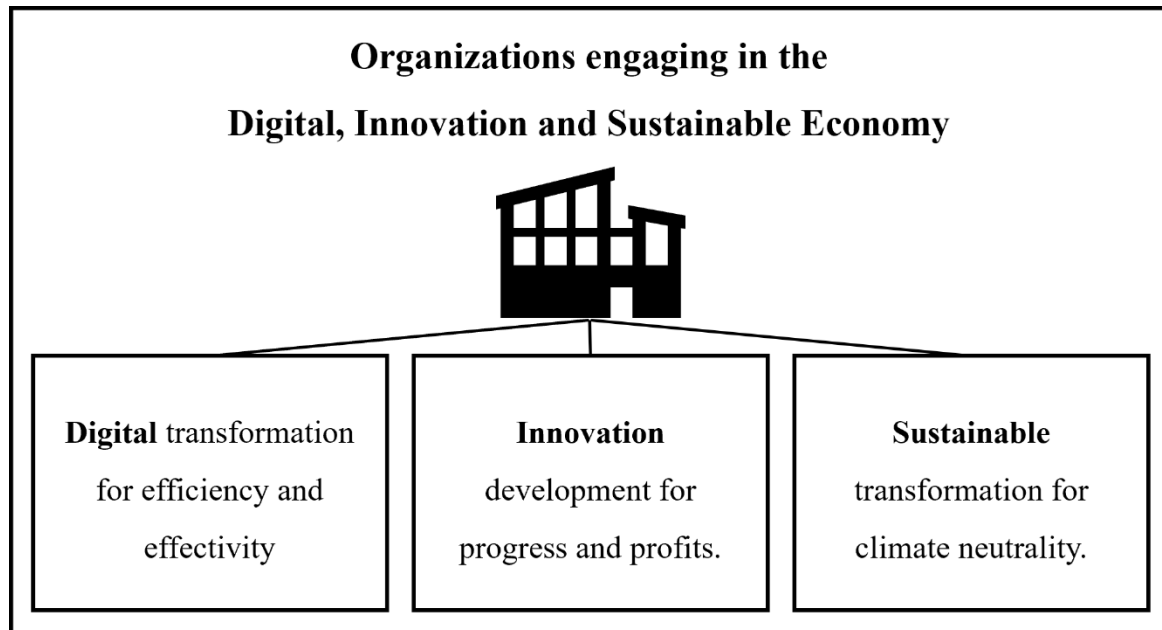 Organizations engaging in the
Digital, Innovation and Sustainable Economy
Digital transformation
for efficiency and
effectivity
Innovation
development for
progress and profits.
Sustainable
transformation for
climate neutrality.